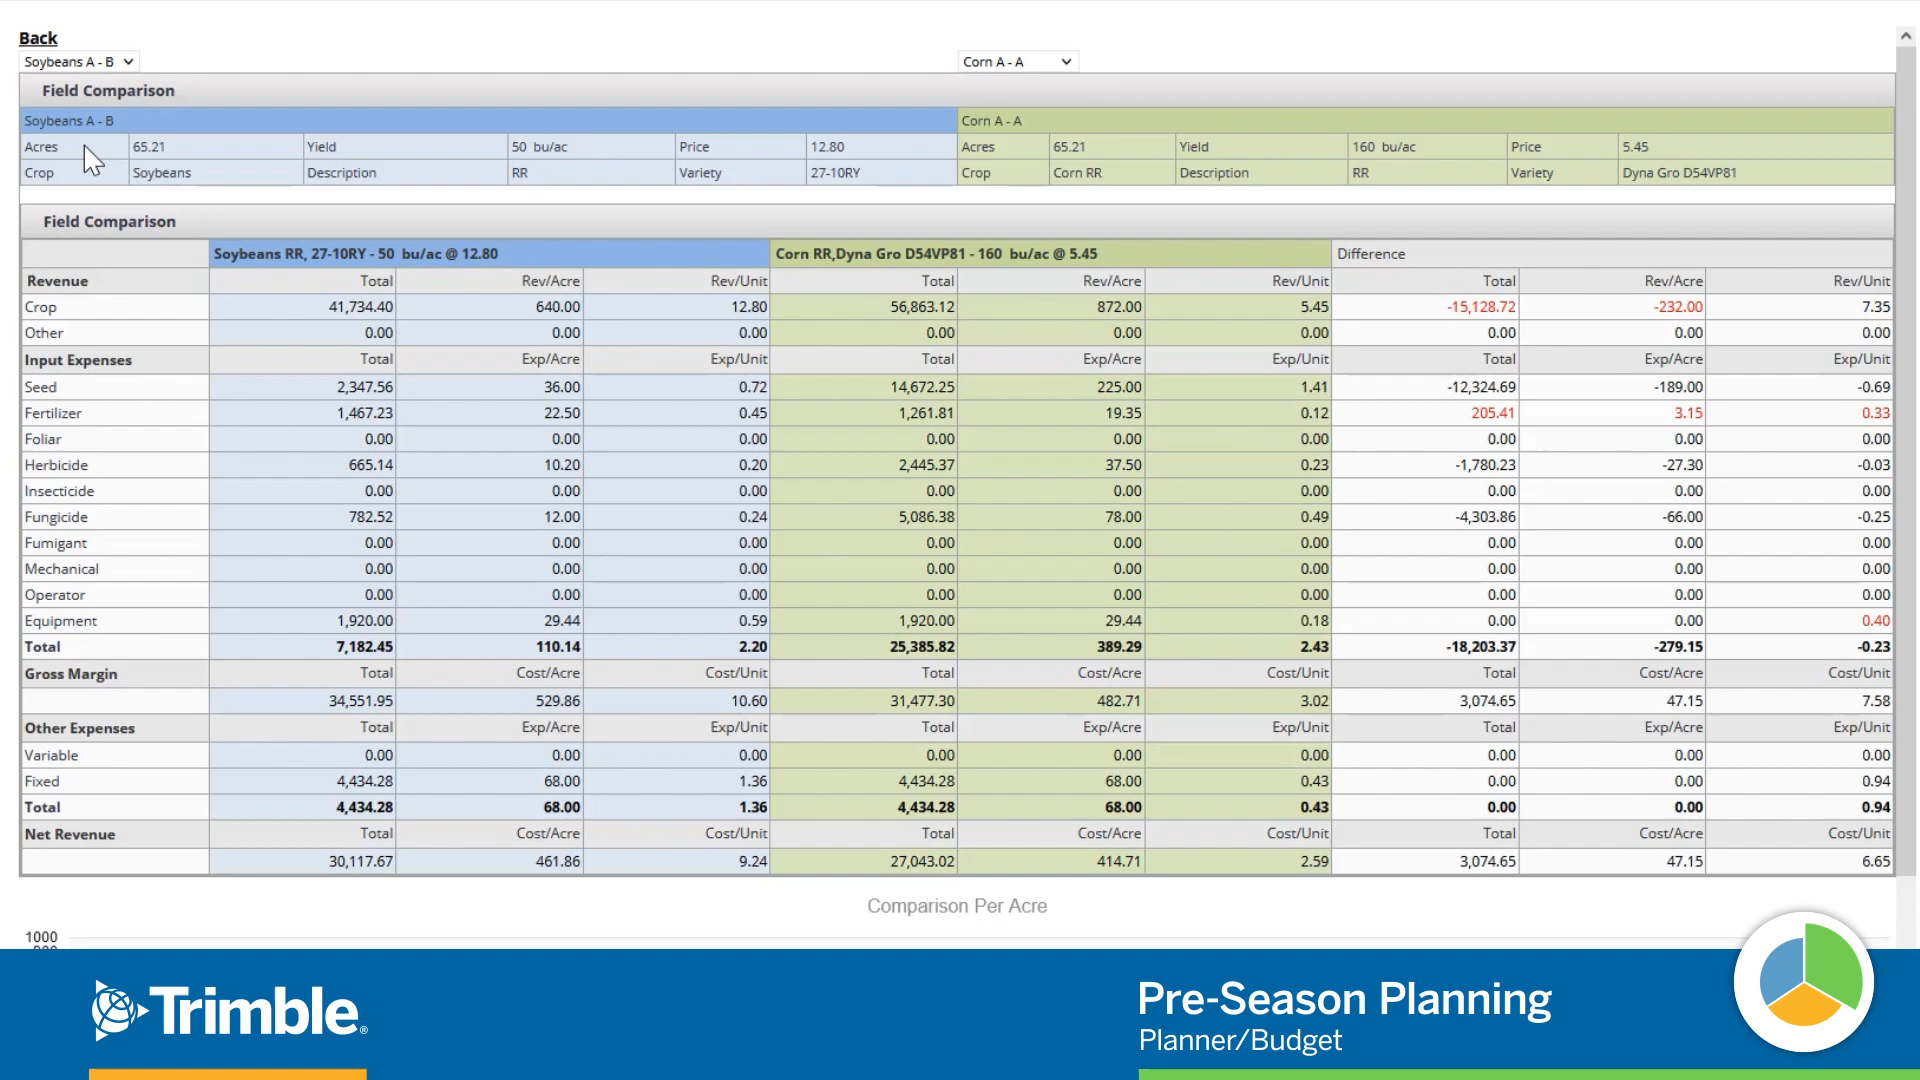 Back
Soybeans A - B Corn A - A
Field Comparison
Soybeans A - B Corn A - A
Acres 65.21 Yield 50 bu/ac Price 12.80 Acres 65.21 Yield 160 bu/ac Price 5.45
Crop Soybeans Description RR Variety 27-10RY Crop Corn RR Description RR Variety Dyna Gro D54VP81
Field Comparison
Soybeans RR, 27-10RY - 50 bu/ac @ 12.80 Corn RR,Dyna Gro D54VP81 - 160 bu/ac @ 5.45 Difference
Revenue Total Rev/Acre Rev/Unit Total Rev/Acre Rev/Unit Total Rev/Acre Rev/Unit
Crop 41,734.40 640.00 12.80 56,863.12 872.00 5.45 -15,128.72 -232.00 7.35
Other 0.00 0.00 0.00 0.00 0.00 0.00 0.00 0.00 0.00
Input Expenses Total Exp/Acre Exp/Unit Total Exp/Acre Exp/Unit Total Exp/Acre Exp/Unit
Seed 2,347.56 36.00 0.72 14,672.25 225.00 1.41 -12,324.69 -189.00 -0.69
Fertilizer 1,467.23 22.50 0.45 1,261.81 19.35 0.12 205.41 3.15 0.33
Foliar 0.00 0.00 0.00 0.00 0.00 0.00 0.00 0.00 0.00
Herbicide 665.14 10.20 0.20 2,445.37 37.50 0.23 -1,780.23 -27.30 -0.03
Insecticide 0.00 0.00 0.00 0.00 0.00 0.00 0.00 0.00 0.00
Fungicide 782.52 12.00 0.24 5,086.38 78.00 0.49 -4,303.86 -66.00 -0.25
Fumigant 0.00 0.00 0.00 0.00 0.00 0.00 0.00 0.00 0.00
Mechanical 0.00 0.00 0.00 0.00 0.00 0.00 0.00 0.00 0.00
Operator 0.00 0.00 0.00 0.00 0.00 0.00 0.00 0.00 0.00
Equipment 1,920.00 29.44 0.59 1,920.00 29.44 0.18 0.00 0.00 0.40
Total 7,182.45 110.14 2.20 25,385.82 389.29 2.43 -18,203.37 -279.15 -0.23
Gross Margin Total Cost/Acre Cost/Unit Total Cost/Acre Cost/Unit Total Cost/Acre Cost/Unit
34,551.95 529.86 10.60 31,477.30 482.71 3.02 3,074.65 47.15 7.58
Other Expenses Total Exp/Acre Exp/Unit Total Exp/Acre Exp/Unit Total Exp/Acre Exp/Unit
Variable 0.00 0.00 0.00 0.00 0.00 0.00 0.00 0.00 0.00
Fixed 4,434.28 68.00 1.36 4,434.28 68.00 0.43 0.00 0.00 0.94
Total 4,434.28 68.00 1.36 4,434.28 68.00 0.43 0.00 0.00 0.94
Net Revenue Total Cost/Acre Cost/Unit Total Cost/Acre Cost/Unit Total Cost/Acre Cost/Unit
30,117.67 461.86 9.24 27,043.02 414.71 2.59 3,074.65 47.15 6.65
Comparison Per Acre
1000
Trimble®
Pre-Season Planning
Planner/Budget